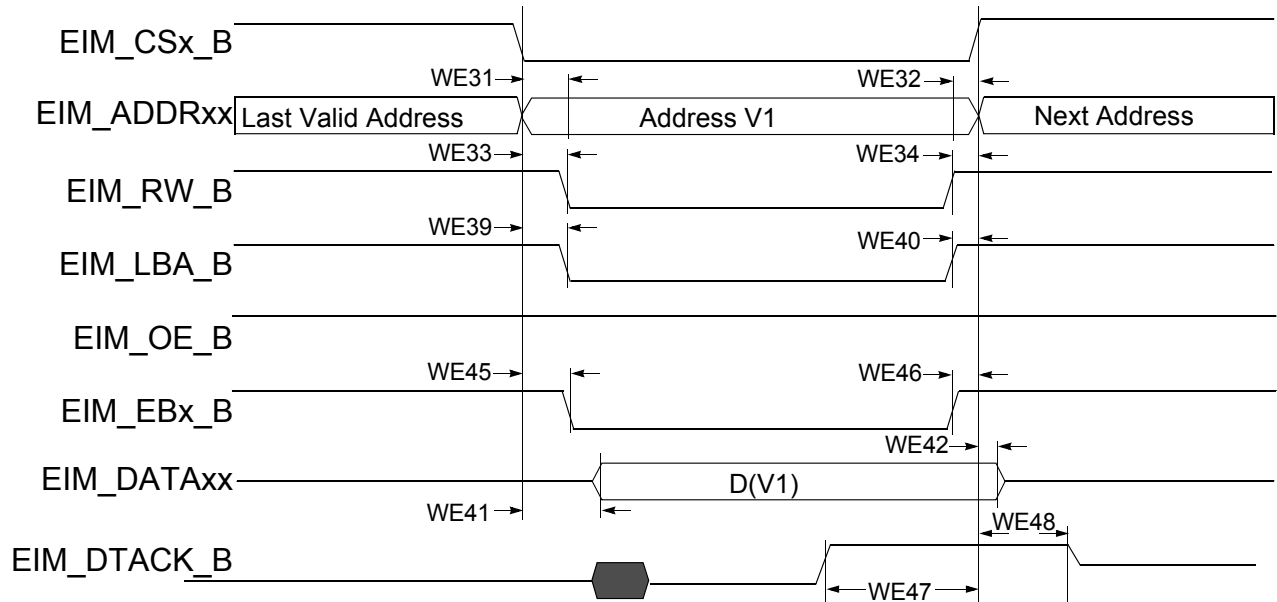 EIM_CSx_B
WE31
WE32
EIM_ADDRxx
Last Valid Address
Address V1
Next Address
WE33
WE34
EIM_RW_B
WE39
WE40
EIM_LBA_B
EIM_OE_B
WE45
WE46
EIM_EBx_B
WE42
EIM_DATAxx
D(V1)
WE41
WE48
EIM_DTACK_B
WE47